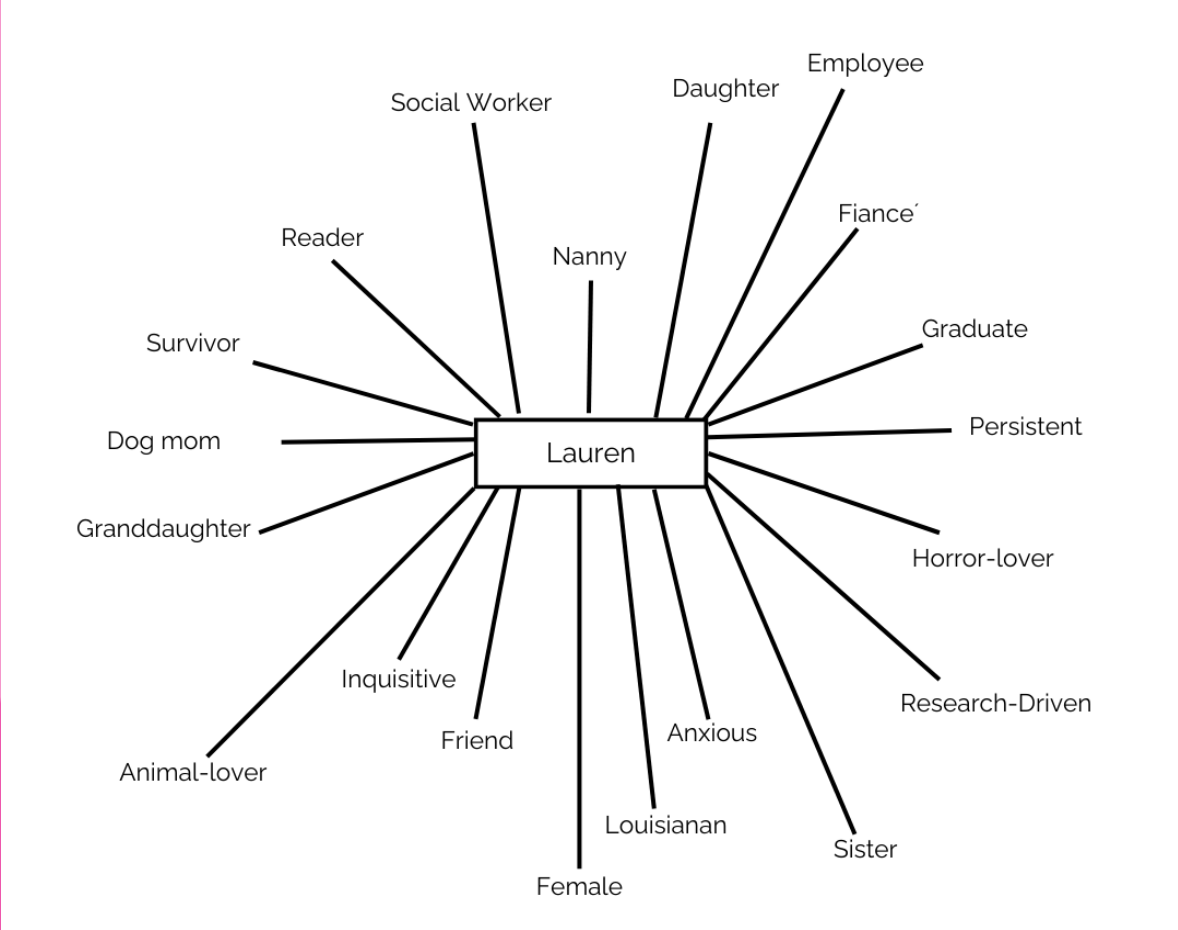 Employee
Daughter
Social Worker
Fiance´
Reader
Nanny
Graduate
Survivor
Persistent
Dog mom
Lauren
Granddaughter
Horror-lover
Inquisitive
Research-Driven
Anxious
Friend
Animal-lover
Louisianan
Sister
Female